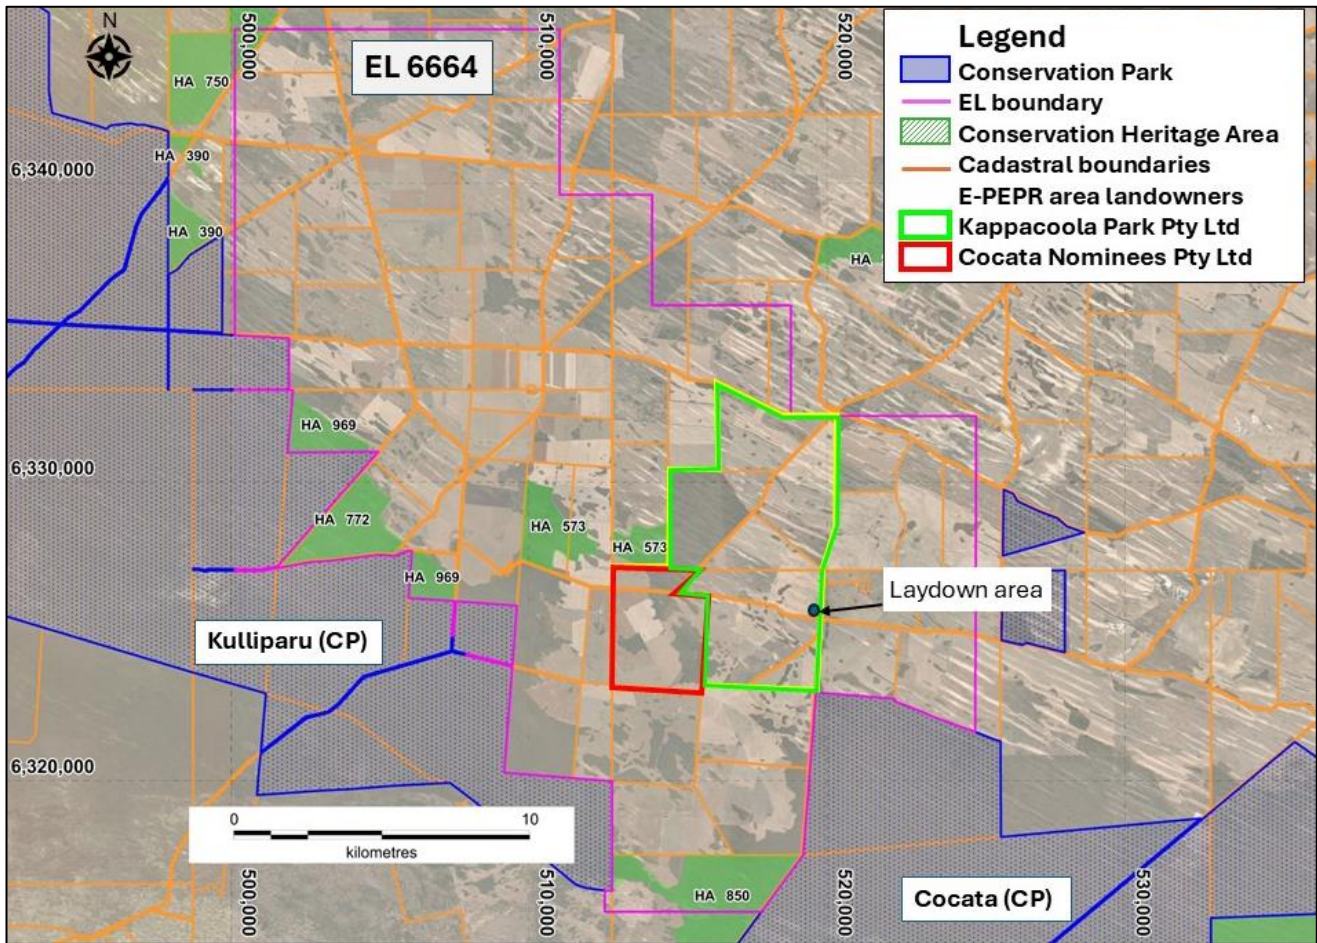 N
500,000
510,000
520,000
EL 6664
HA 750
Legend
Conservation Park
EL boundary
Conservation Heritage Area
Cadastral boundaries
E-PEPR area landowners
Kappacoola Park Pty Ltd
Cocata Nominees Pty Ltd
HA 390
6,340,000
HA 390
HA
HA 969
6,330,000
HA 772
HA 573
HA 573
HA 969
Laydown area
Kulliparu (CP)
6,320,000
0 10
kilometres
500,000
510,000
520,000
530,000
HA 850
Cocata (CP)